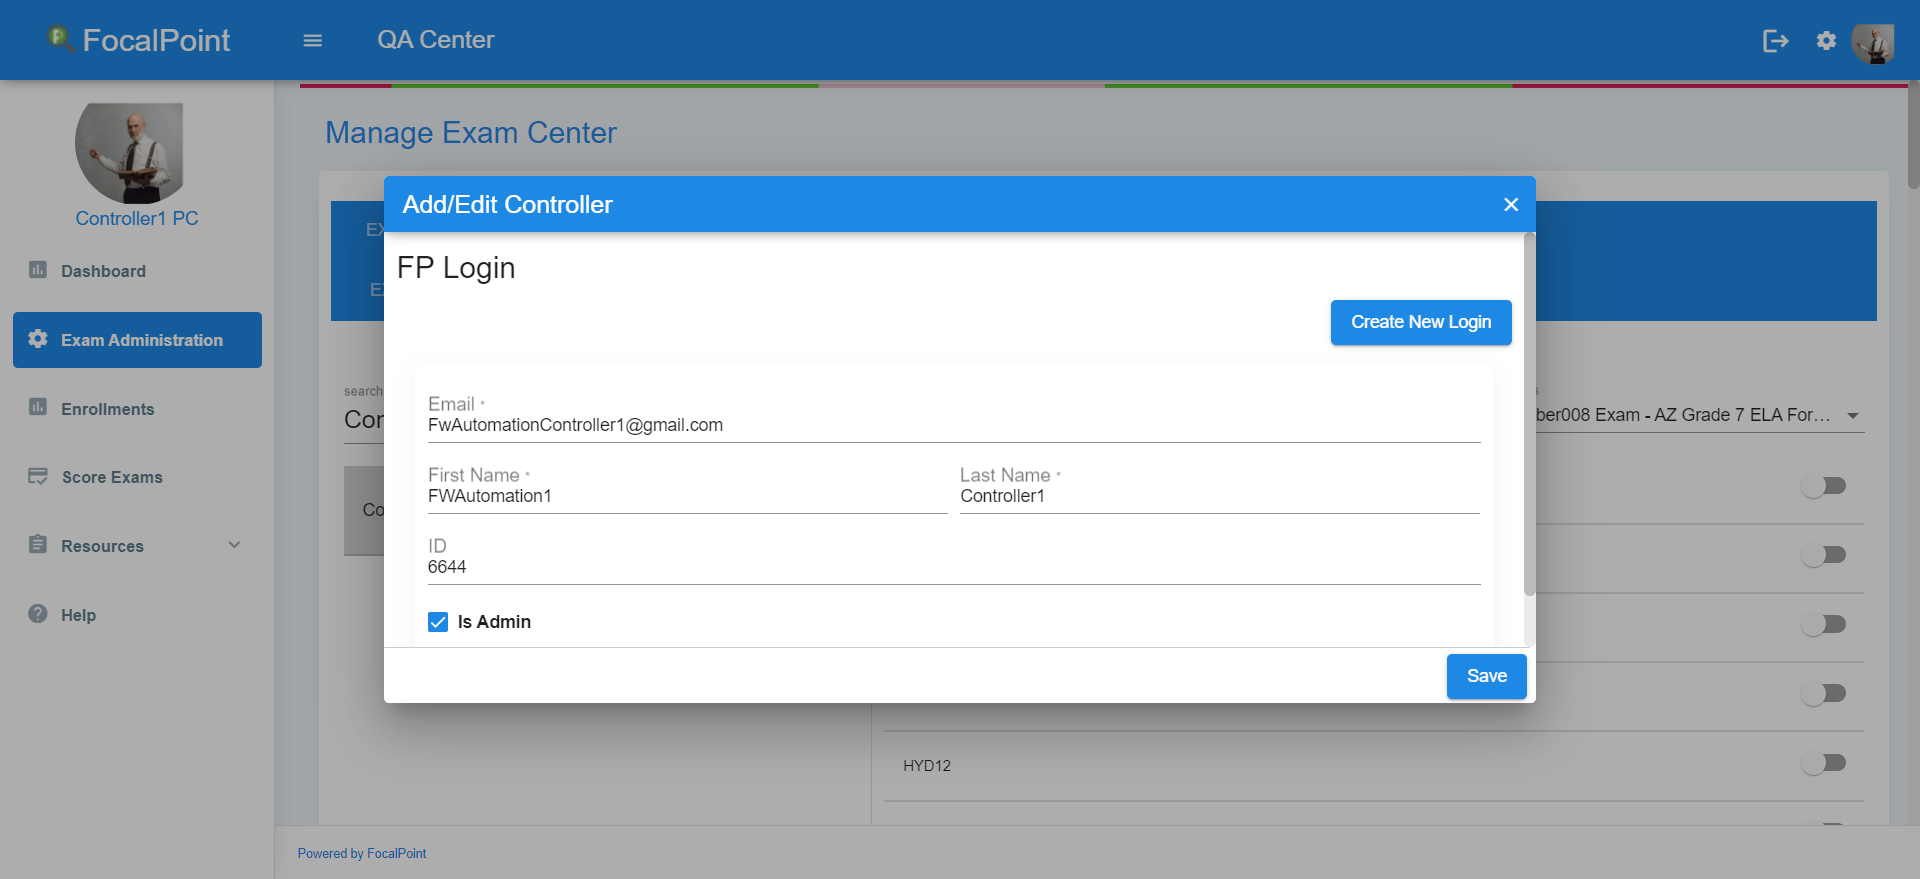 FocalPoint
QA Center
Controller1 PC
Dashboard
Exam Administration
Enrollments
Score Exams
Resources
Help
Manage Exam Center
Add/Edit Controller
FP Login
Create New Login
Email *
FwAutomationController1@gmail.com
First Name *
FWAutomation1
Last Name *
Controller1
ID
6644
Is Admin
Save
search
ber008 Exam - AZ Grade 7 ELA For...
HYD12
Powered by FocalPoint